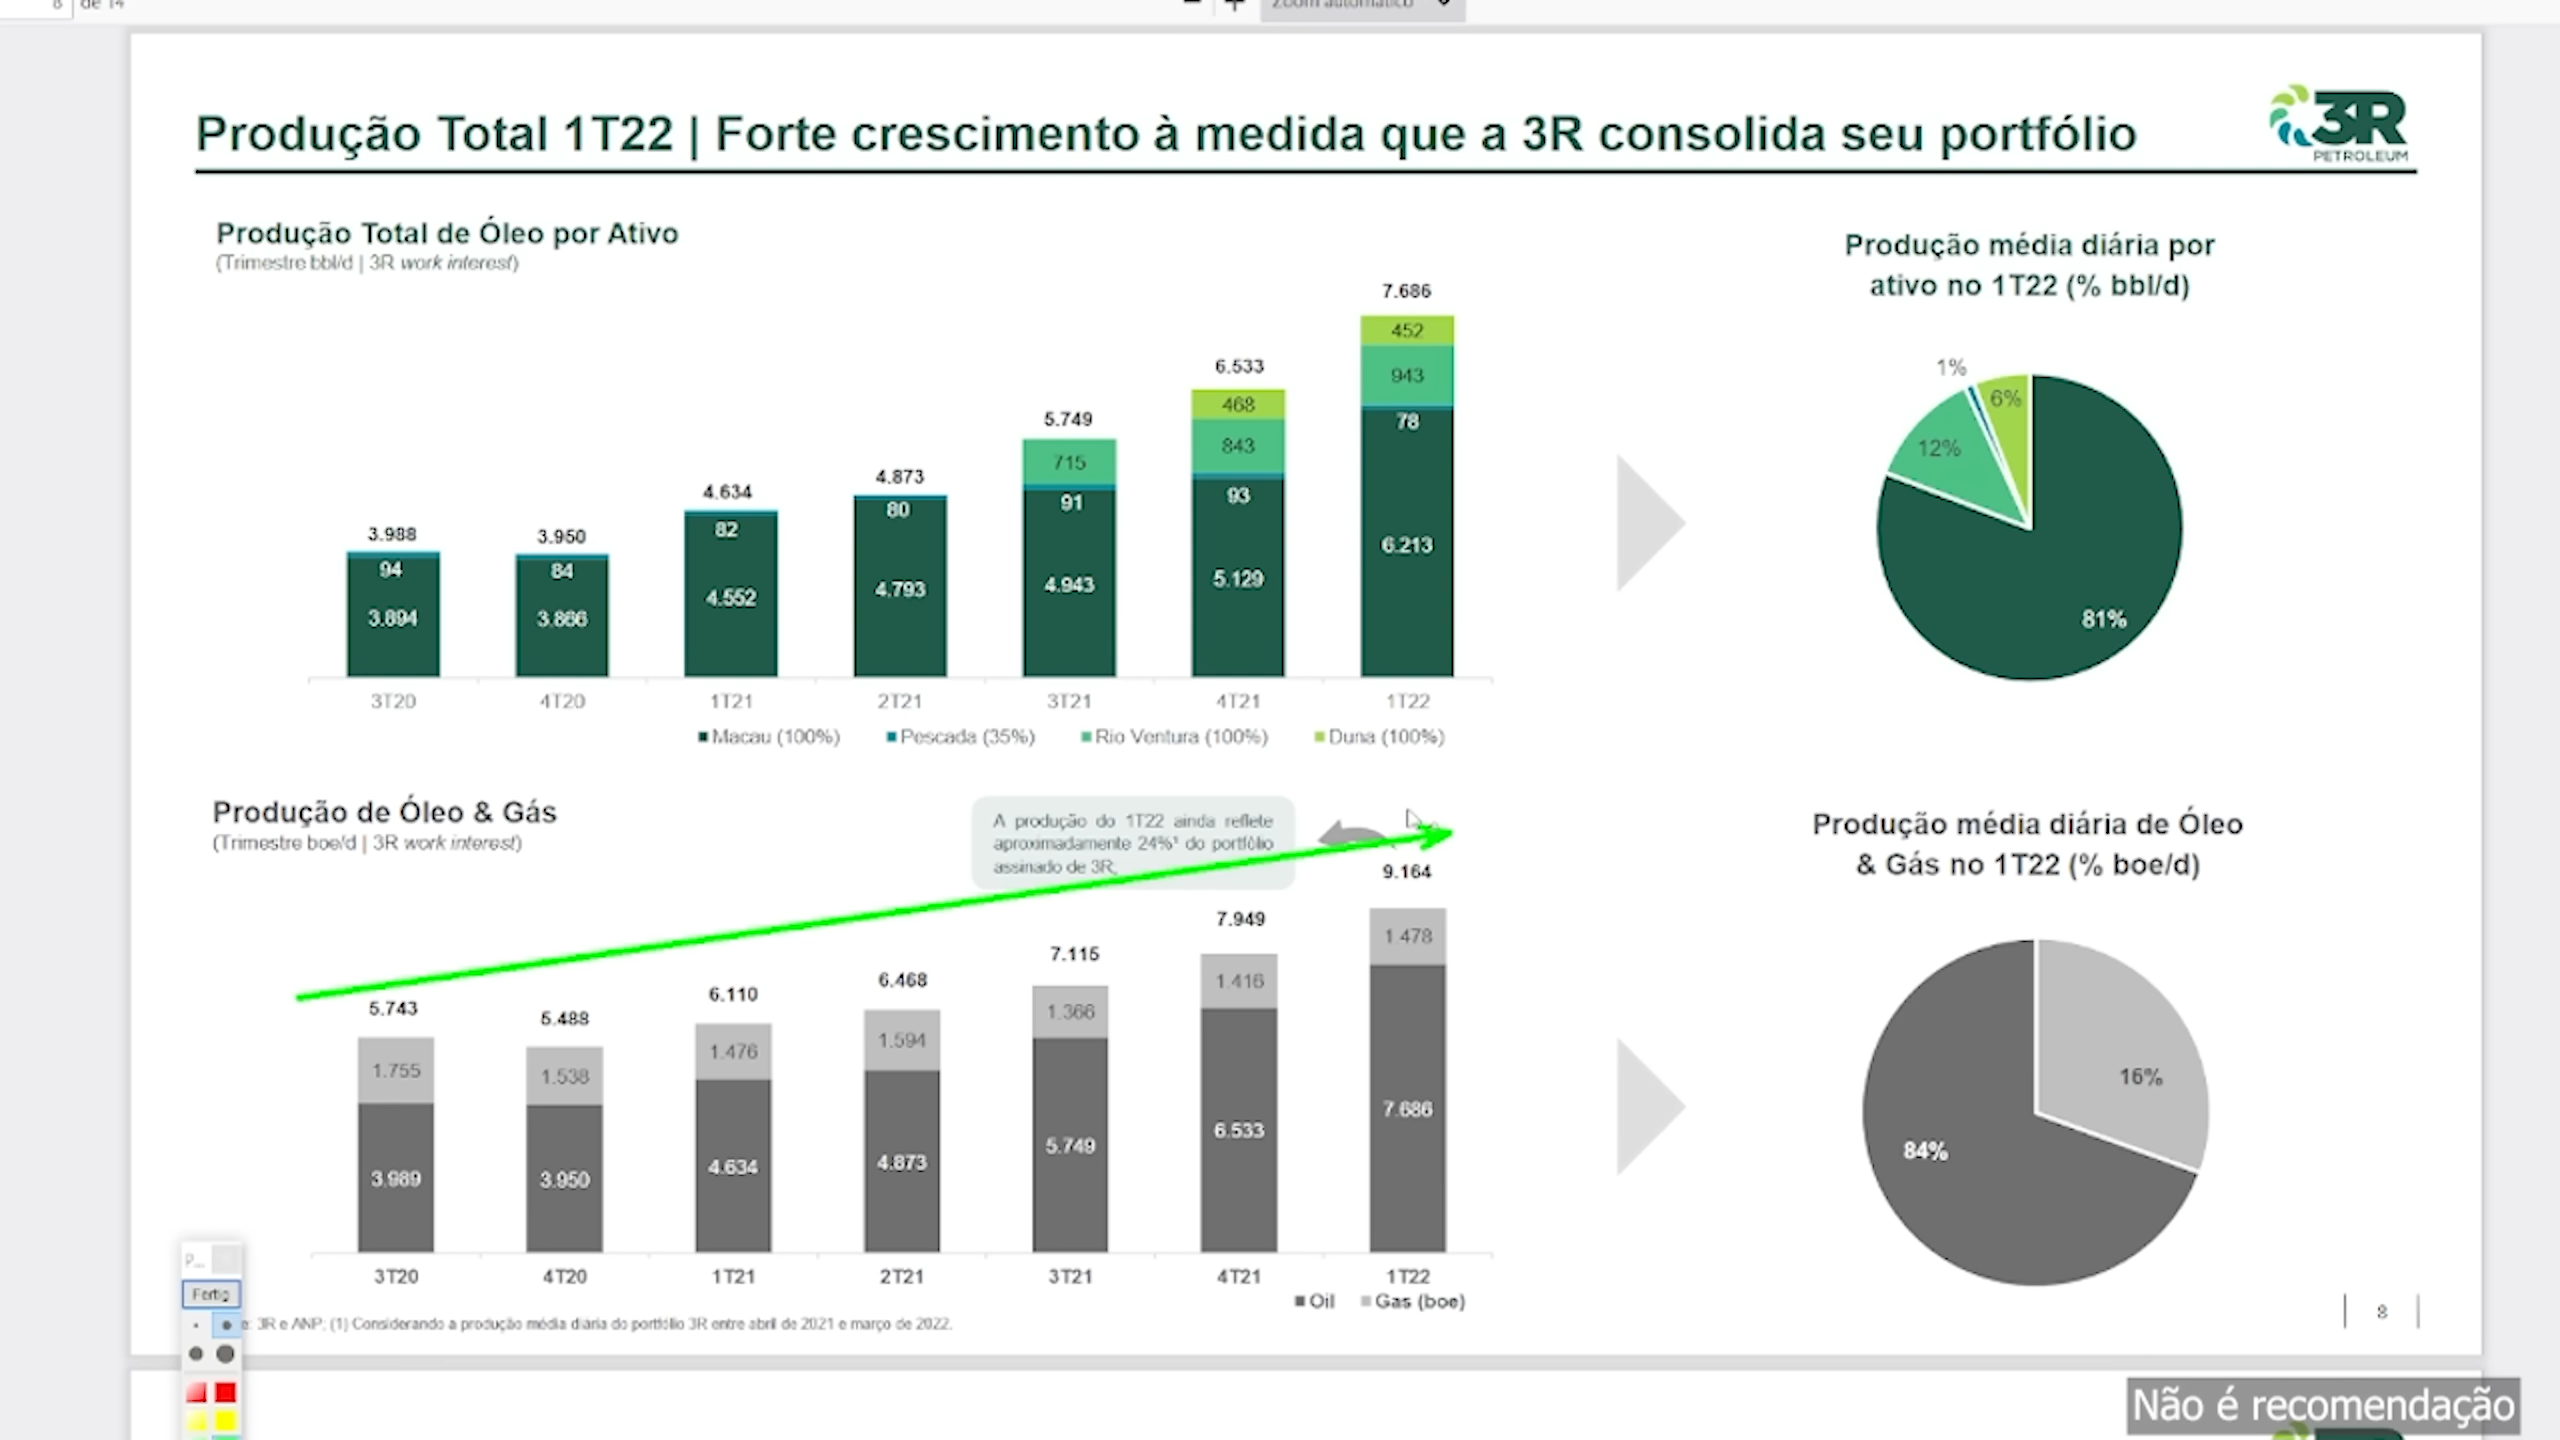 8 de 14
Zoom automático
Produção Total 1T22 | Forte crescimento à medida que a 3R consolida seu portfólio
3R
PETROLEUM
Produção Total de Óleo por Ativo
(Trimestre bbl/d | 3R work interest)
3.988
94
3.894
3.950
84
3.866
4.634
82
4.552
4.873
80
4.793
5.749
715
91
4.943
6.533
468
843
93
5.129
7.686
452
943
78
6.213
3T20 4T20 1T21 2T21 3T21 4T21 1T22
Macau (100%) Pescada (35%) Rio Ventura (100%) Duna (100%)
Produção média diária por
ativo no 1T22 (% bbl/d)
1%
6%
12%
81%
Produção de Óleo & Gás
(Trimestre boe/d | 3R work interest)
A produção do 1T22 ainda reflete
aproximadamente 24%¹ do portfólio
assinado de 3R.
5.743
1.755
3.989
5.488
1.538
3.950
6.110
1.476
4.634
6.468
1.594
4.873
7.115
1.366
5.749
7.949
1.416
6.533
9.164
1.478
7.686
3T20 4T20 1T21 2T21 3T21 4T21 1T22
Oil Gas (boe)
Produção média diária de Óleo
& Gás no 1T22 (% boe/d)
16%
84%
P...
Fertig
e: 3R e ANP; (1) Considerando a produção média diária do portfólio 3R entre abril de 2021 e março de 2022.
8
Não é recomendação